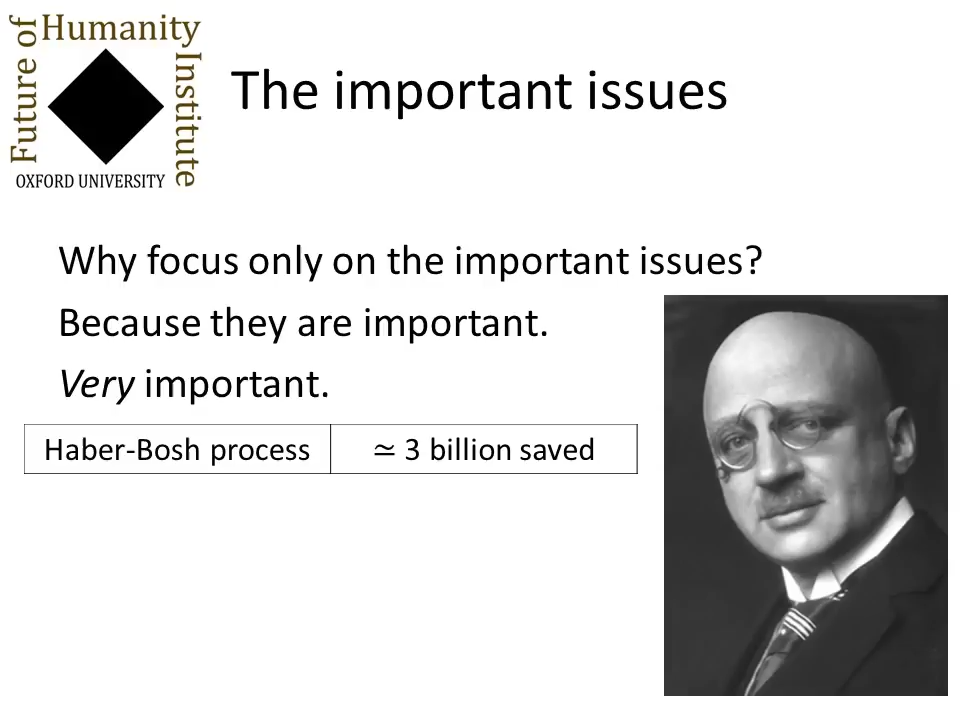 Future of
Humanity
Institute
OXFORD UNIVERSITY
The important issues
Why focus only on the important issues?
Because they are important.
Very important.
Haber-Bosh process
≃ 3 billion saved